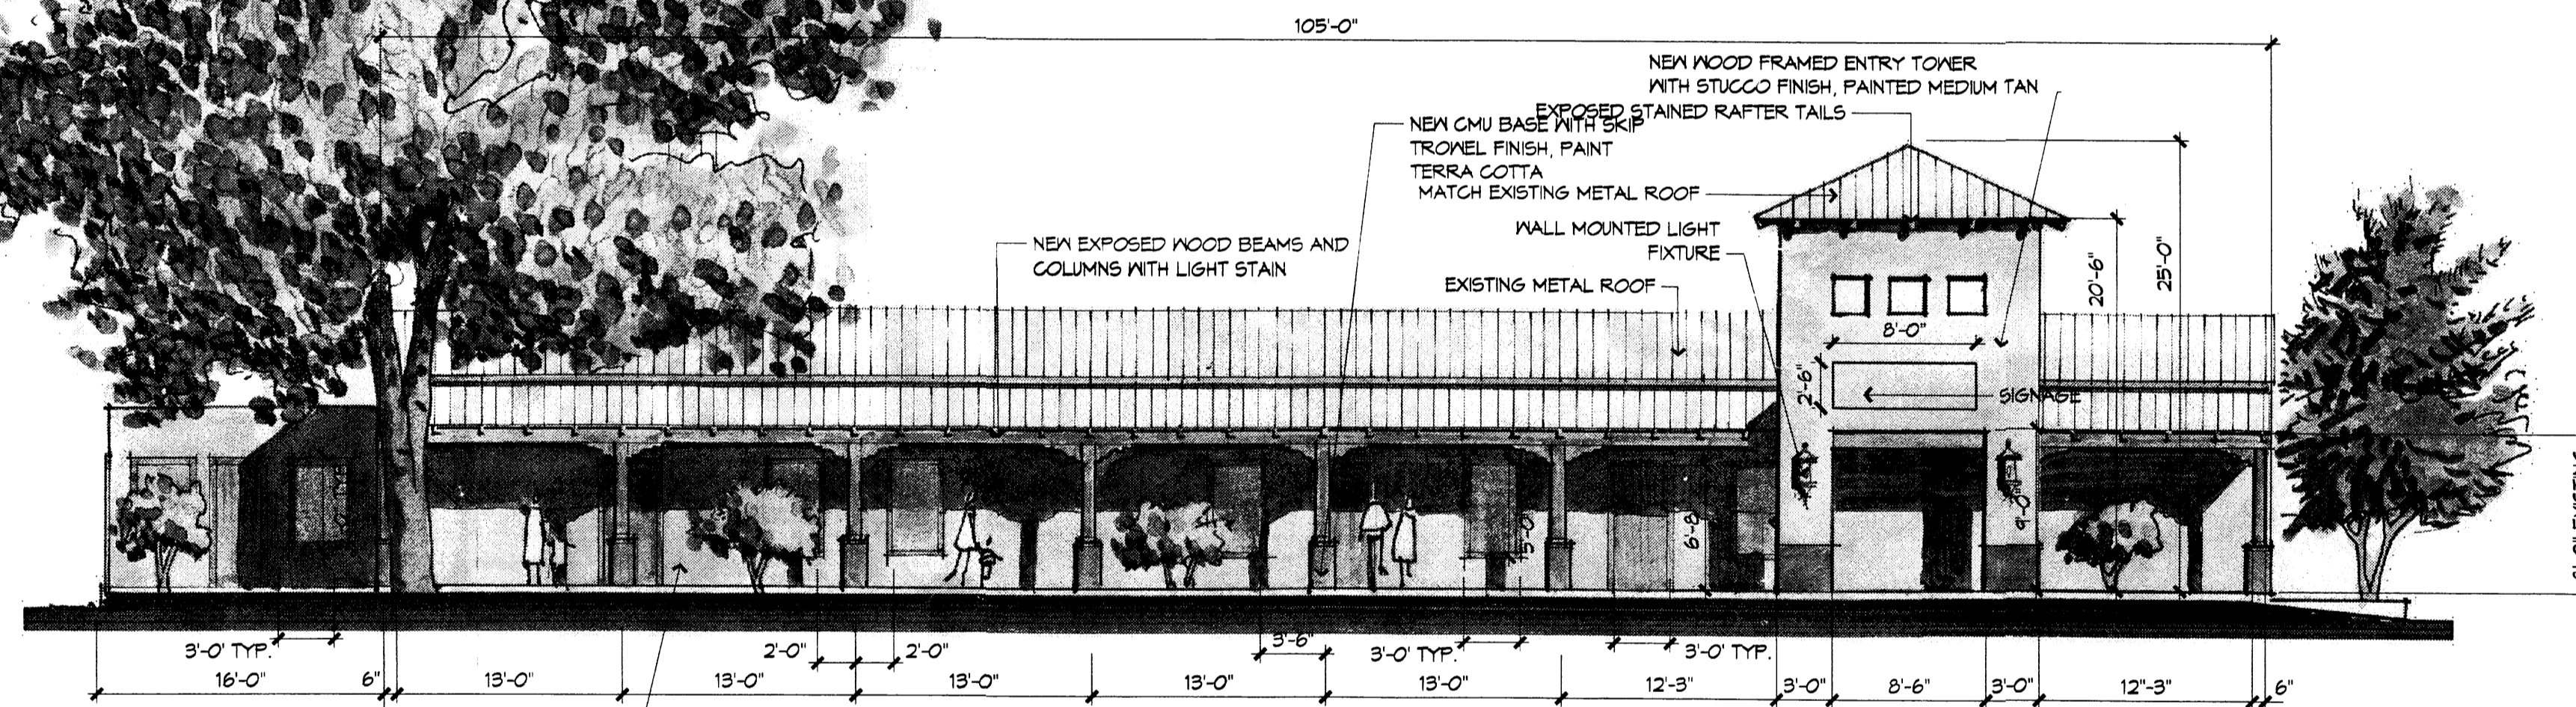 105'-0"
NEW WOOD FRAMED ENTRY TOWER
WITH STUCCO FINISH, PAINTED MEDIUM TAN
EXPOSED STAINED RAFTER TAILS
NEW CMU BASE WITH SKIP
TROWEL FINISH, PAINT
TERRA COTTA
MATCH EXISTING METAL ROOF
WALL MOUNTED LIGHT
FIXTURE
NEW EXPOSED WOOD BEAMS AND
COLUMNS WITH LIGHT STAIN
EXISTING METAL ROOF
20'-6"
25'-0"
8'-0"
2'-6"
SIGNAGE
6'-8"
9'-0"
3'-0' TYP.
2'-0"
2'-0"
3'-6"
3'-0' TYP.
3'-0' TYP.
16'-0"
6"
13'-0"
13'-0"
13'-0"
13'-0"
13'-0"
12'-3"
3'-0"
8'-6"
3'-0"
12"-3"
6"